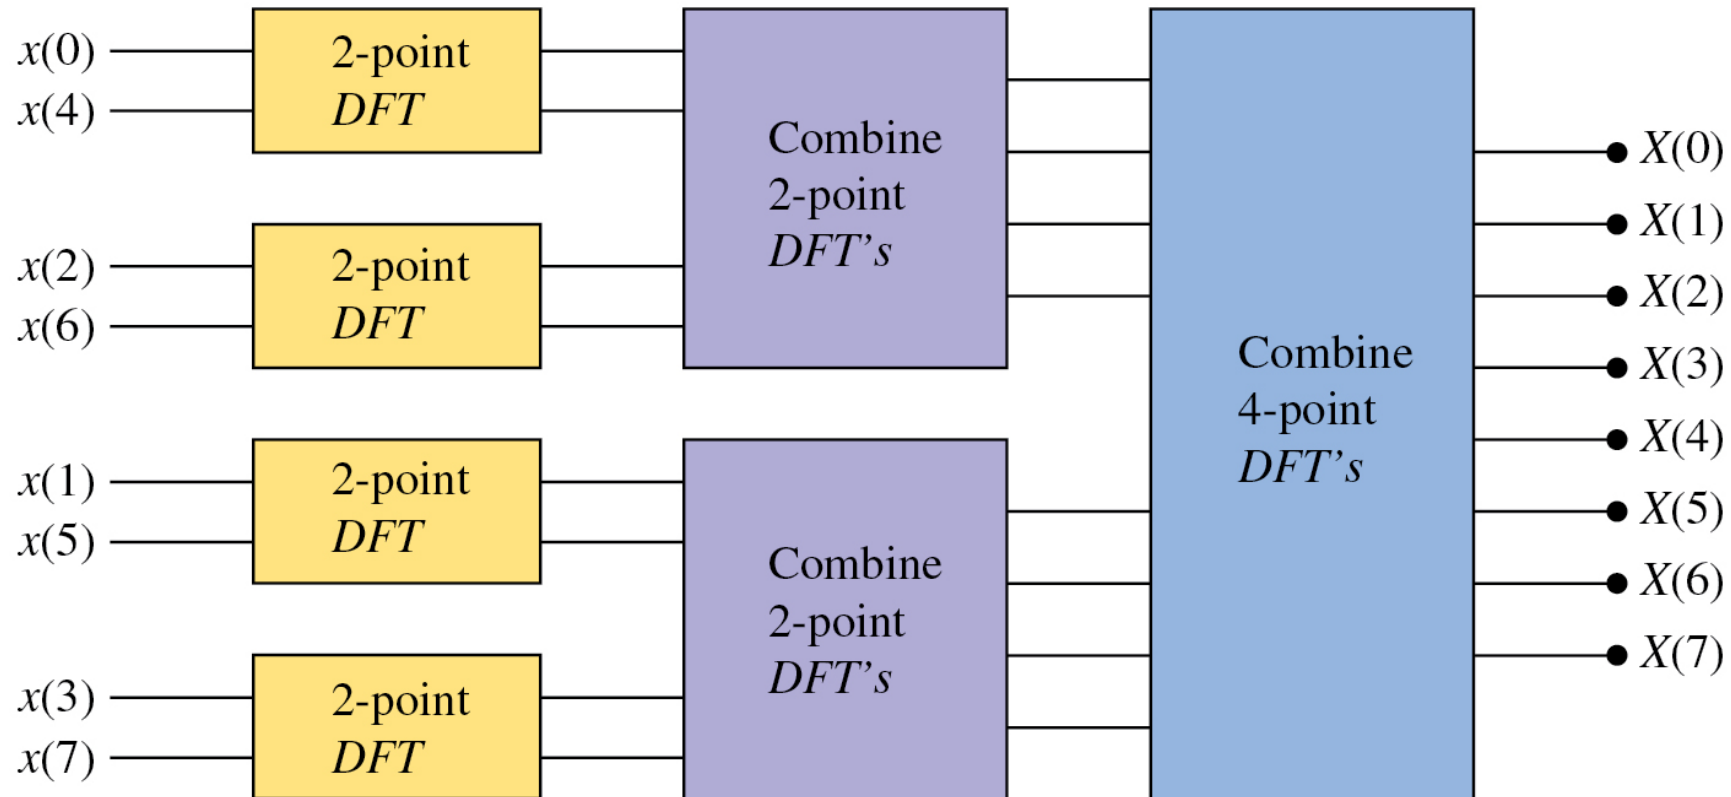 x(0)
x(4)
2-point
DFT
x(2)
x(6)
2-point
DFT
x(1)
x(5)
2-point
DFT
x(3)
x(7)
2-point
DFT
Combine
2-point
DFT's
Combine
2-point
DFT's
Combine
4-point
DFT's
X(0)
X(1)
X(2)
X(3)
X(4)
X(5)
X(6)
X(7)